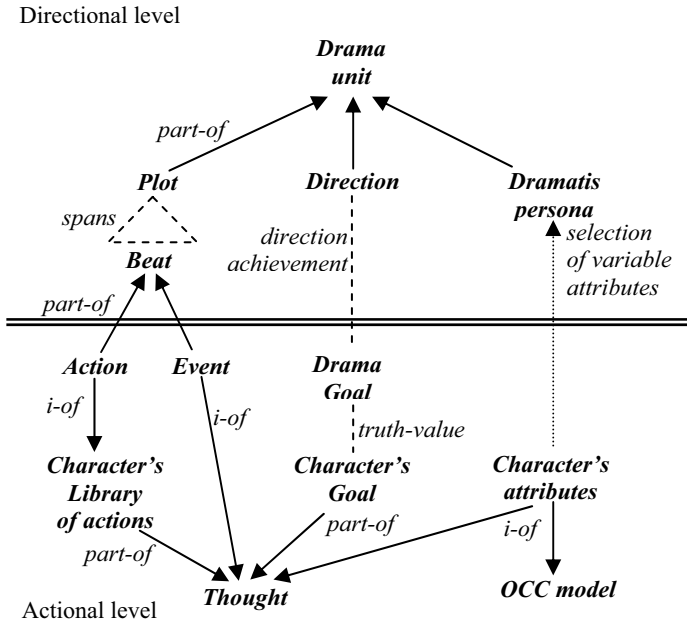 Directional level
Drama
unit
part-of
Plot
Direction
Dramatis
persona
spans
direction
achievement
selection
of variable
attributes
Beat
part-of
Action
Event
Drama
Goal
i-of
i-of
truth-value
Character’s
Library
of actions
Character’s
Goal
Character’s
attributes
part-of
part-of
i-of
Thought
OCC model
Actional level